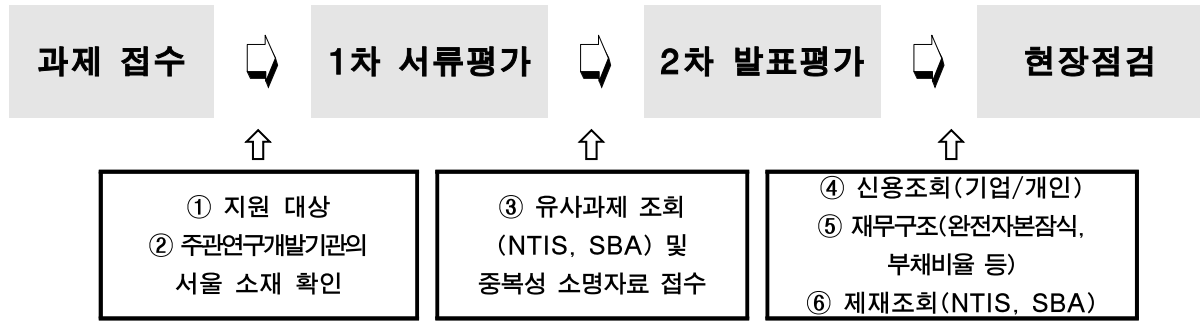 과제 접수
1차 서류평가
2차 발표평가
현장점검
① 지원 대상
② 주관연구개발기관의
서울 소재 확인
③ 유사과제 조회
(NTIS, SBA) 및
중복성 소명자료 접수
④ 신용조회(기업/개인)
⑤ 재무구조(완전자본잠식,
부채비율 등)
⑥ 제재조회(NTIS, SBA)